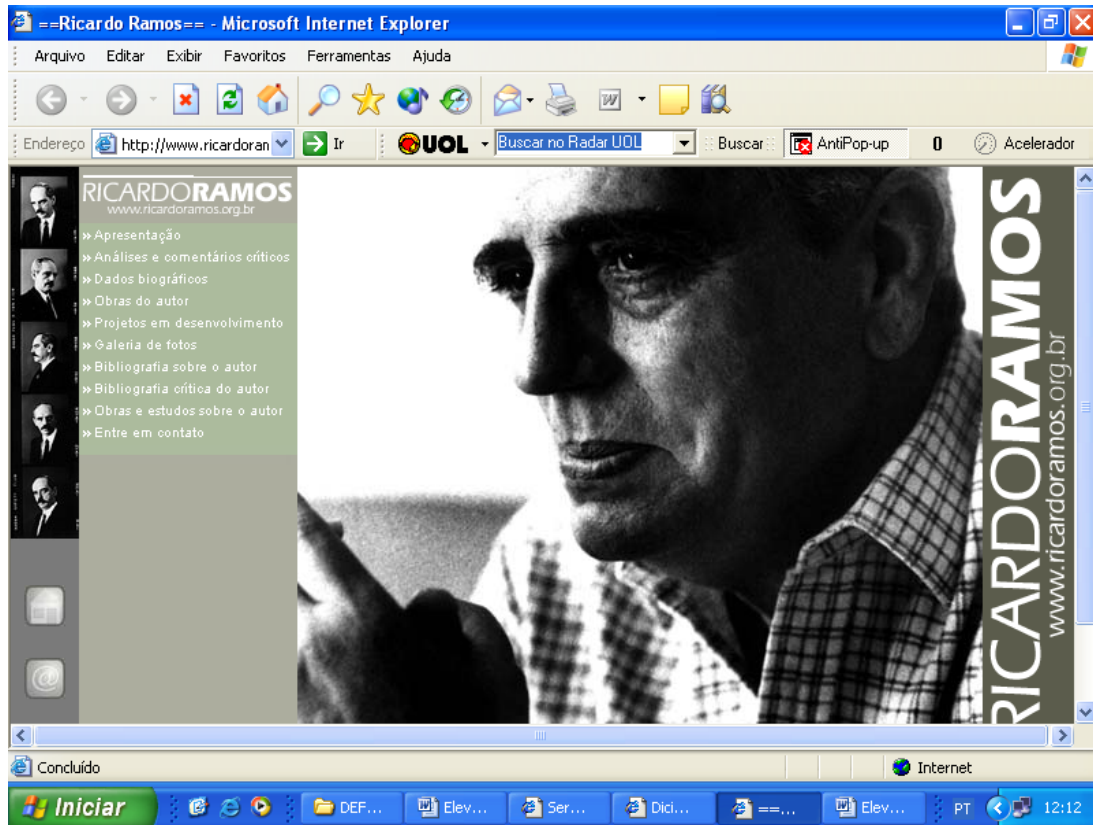 ==Ricardo Ramos== - Microsoft Internet Explorer
Arquivo Editar Exibir Favoritos Ferramentas Ajuda
Endereço http://www.ricardoran Ir UOL Buscar no Radar UOL Buscar AntiPop-up 0 Acelerador
RICARDORAMOS
www.ricardoramos.org.br
» Apresentação
» Análises e comentários críticos
» Dados biográficos
» Obras do autor
» Projetos em desenvolvimento
» Galeria de fotos
» Bibliografia sobre o autor
» Bibliografia crítica do autor
» Obras e estudos sobre o autor
» Entre em contato
RICARDORAMOS
www.ricardoramos.org.br
Concluído Internet
Iniciar DEF... Elev... Ser... Dici... ==... Elev... PT 12:12